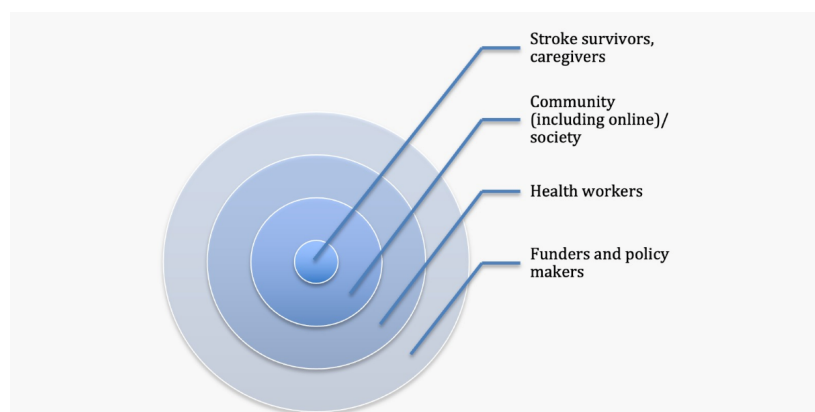 Stroke survivors,
caregivers
Community
(including online)/
society
Health workers
Funders and policy
makers